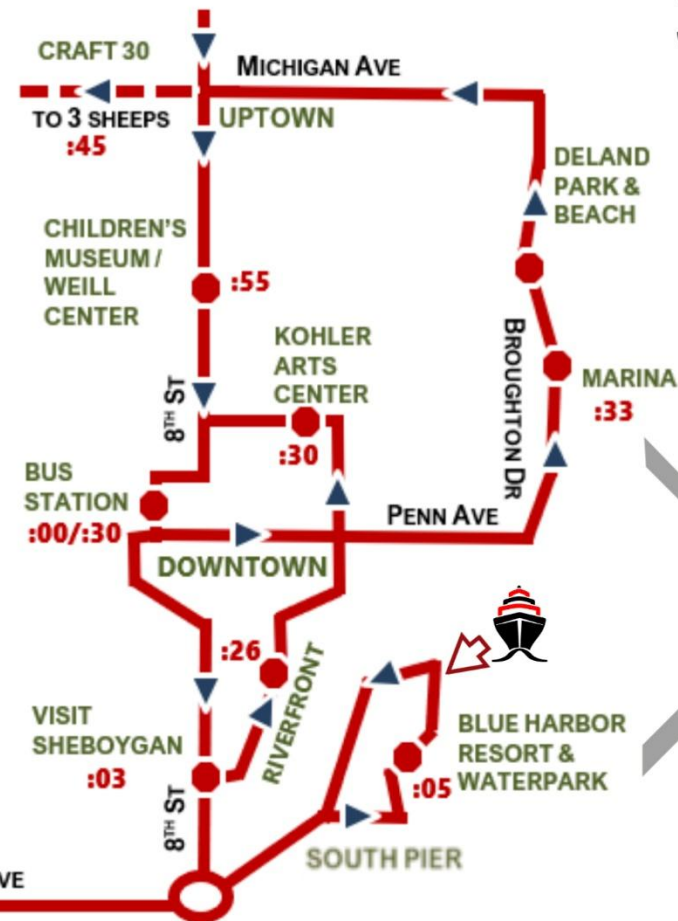 CRAFT 30
MICHIGAN AVE
TO 3 SHEEPS
:45
UPTOWN
DELAND
PARK &
BEACH
CHILDREN'S
MUSEUM /
WEILL
CENTER
:55
KOHLER
ARTS
CENTER
:30
8TH ST
BROUGHTON DR
MARINA
:33
BUS
STATION
:00/:30
PENN AVE
DOWNTOWN
:26
RIVERFRONT
VISIT
SHEBOYGAN
:03
BLUE HARBOR
RESORT &
WATERPARK
:05
8TH ST
SOUTH PIER